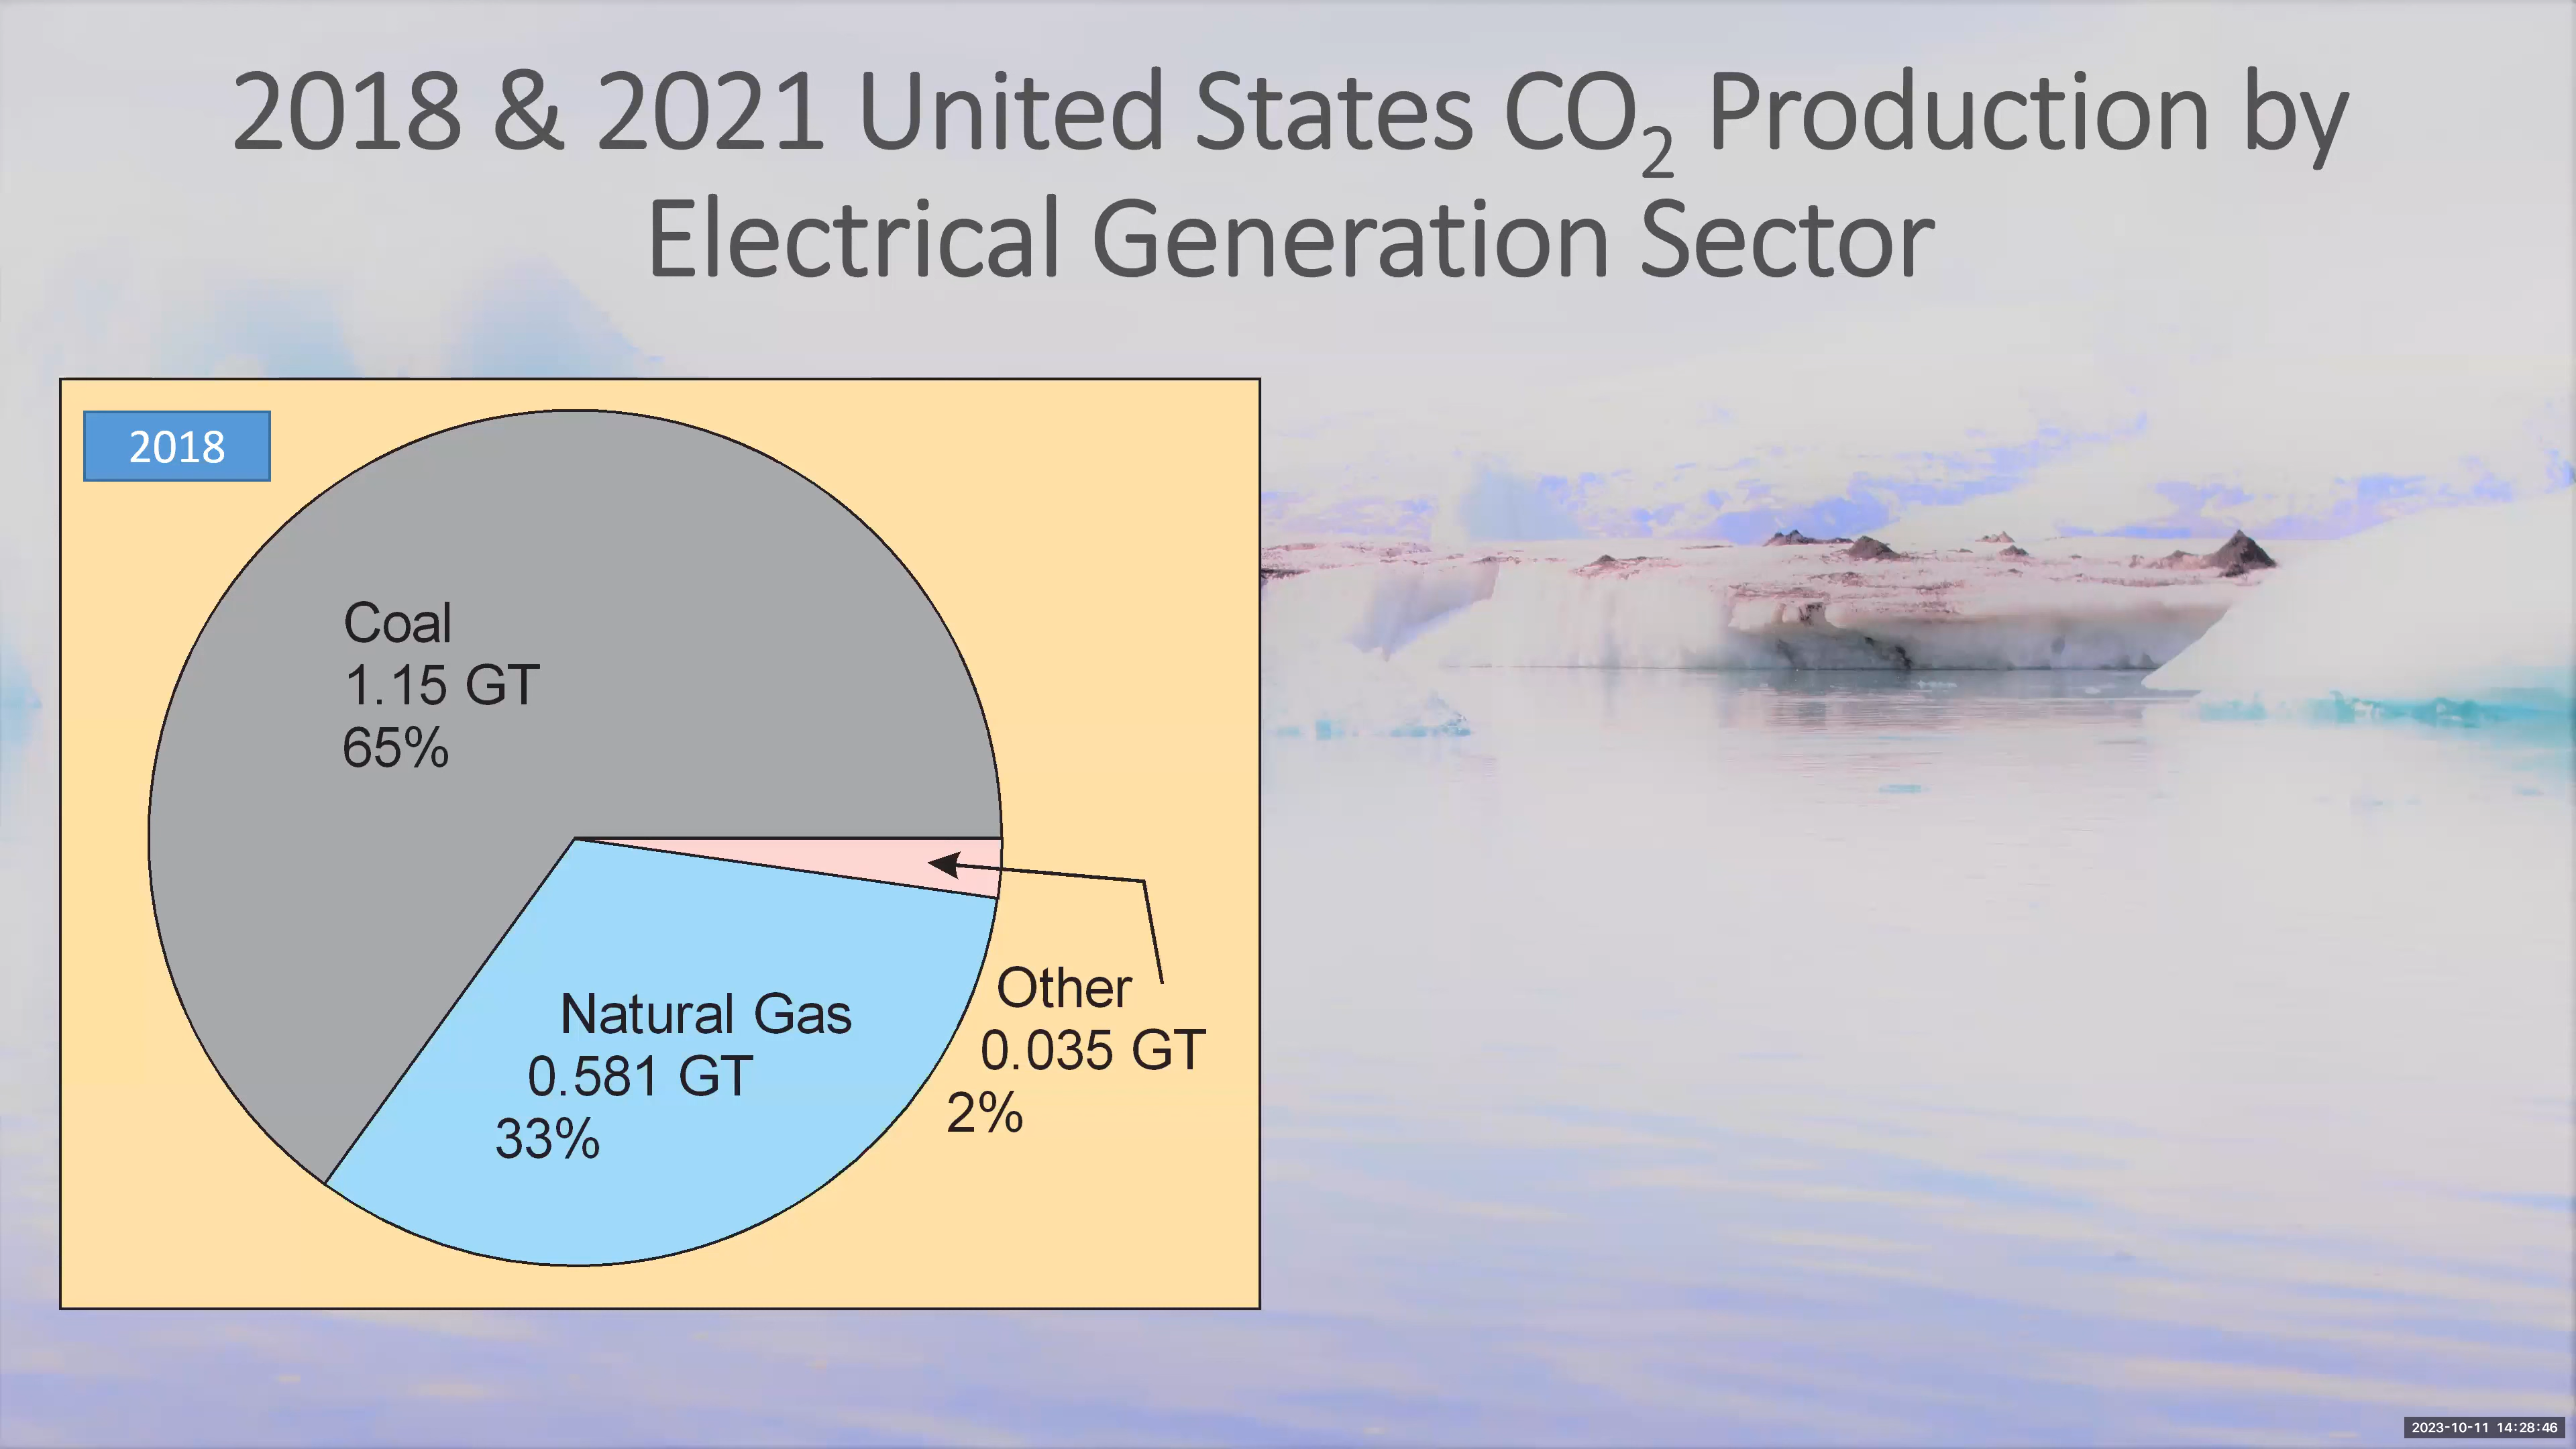 2018 & 2021 United States CO₂ Production by
Electrical Generation Sector
2018
Coal
1.15 GT
65%
Natural Gas
0.581 GT
33%
Other
0.035 GT
2%
2023-10-11 14:28:46